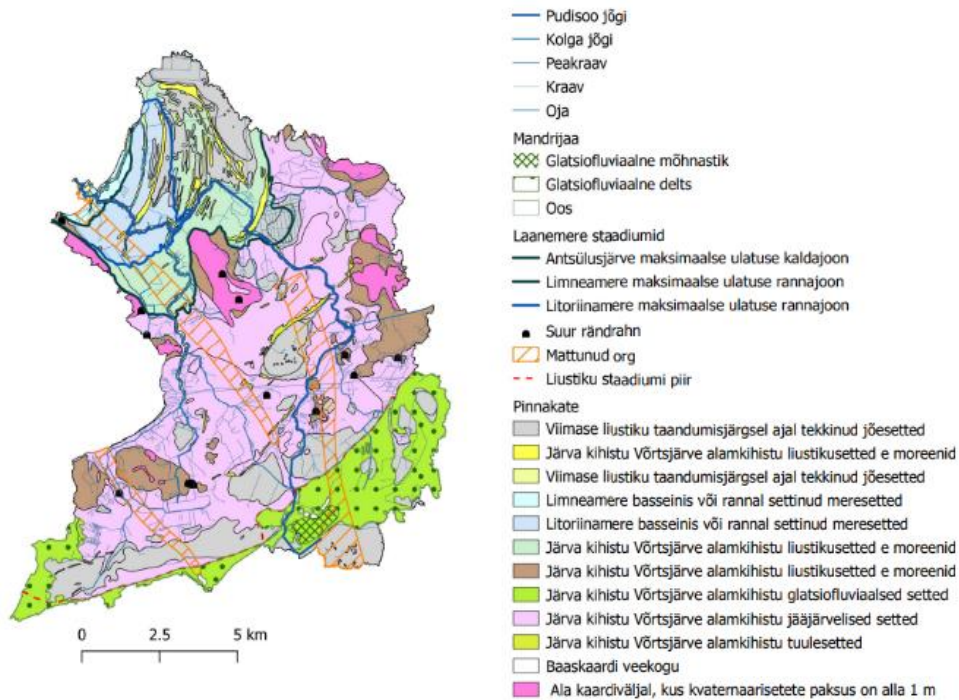 Pudisoo jõgi
Kolga jõgi
Peakraav
Kraav
Oja
Mandrijaa
Glatsiofluviaalne mõhnastik
Glatsiofluviaalne delts
Oos
Laanemere staadiumid
Antsülusjärve maksimaalse ulatuse kaldajoon
Limneamere maksimaalse ulatuse rannajoon
Litoriinamere maksimaalse ulatuse rannajoon
Suur rändrahn
Mattunud org
Liustiku staadiumi piir
Pinnakate
Viimase liustiku taandumisjärgsel ajal tekkinud jõesetted
Järva kihistu Võrtsjärve alamkihistu liustikusetted e moreenid
Viimase liustiku taandumisjärgsel ajal tekkinud jõesetted
Limneamere basseinis või rannal settinud meresetted
Litoriinamere basseinis või rannal settinud meresetted
Järva kihistu Võrtsjärve alamkihistu liustikusetted e moreenid
Järva kihistu Võrtsjärve alamkihistu liustikusetted e moreenid
Järva kihistu Võrtsjärve alamkihistu glatsiofluviaalsed setted
Järva kihistu Võrtsjärve alamkihistu jääjärvelised setted
Järva kihistu Võrtsjärve alamkihistu tuulesetted
Baaskaardi veekogu
Ala kaardiväljal, kus kvaternaarisetete paksus on alla 1 m
0 2.5 5 km